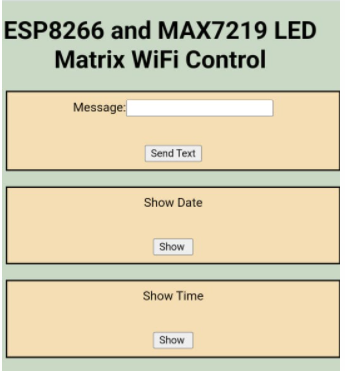 ESP8266 and MAX7219 LED
Matrix WiFi Control
Message:
Send Text
Show Date
Show
Show Time
Show